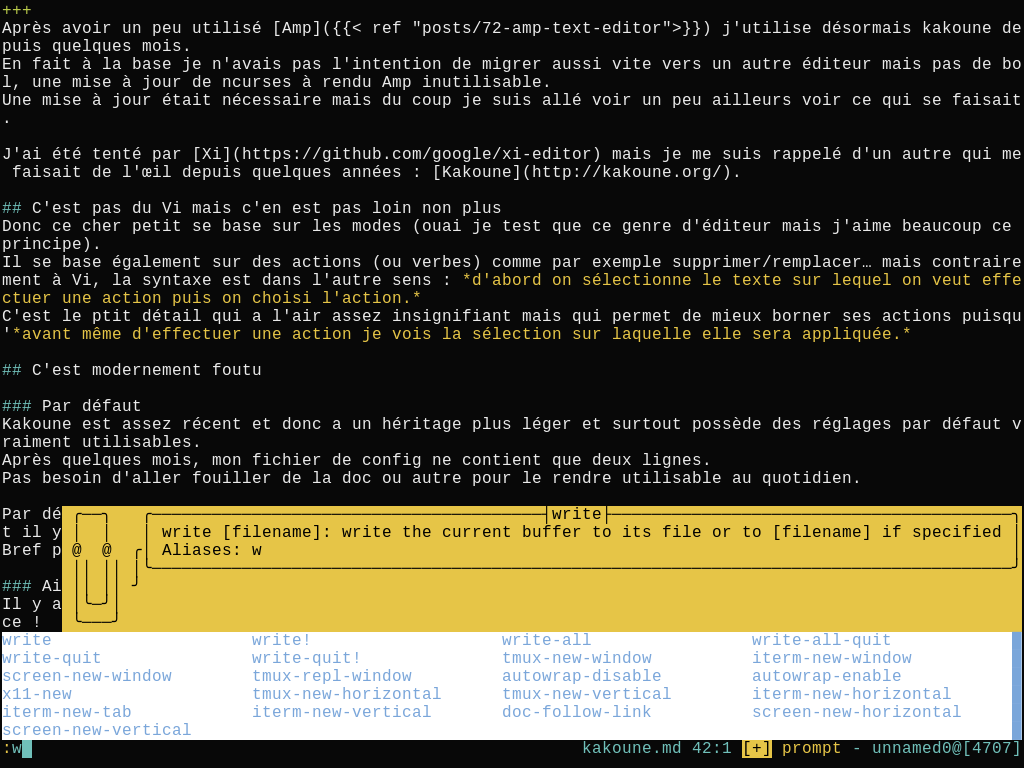 +++
Après avoir un peu utilisé [Amp]({{< ref "posts/72-amp-text-editor">}}) j'utilise désormais kakoune de
puis quelques mois.
En fait à la base je n'avais pas l'intention de migrer aussi vite vers un autre éditeur mais pas de bo
l, une mise à jour de ncurses à rendu Amp inutilisable.
Une mise à jour était nécessaire mais du coup je suis allé voir un peu ailleurs voir ce qui se faisait
.
J'ai été tenté par [Xi](https://github.com/google/xi-editor) mais je me suis rappelé d'un autre qui me
faisait de l'œil depuis quelques années : [Kakoune](http://kakoune.org/).
## C'est pas du Vi mais c'en est pas loin non plus
Donc ce cher petit se base sur les modes (ouai je test que ce genre d'éditeur mais j'aime beaucoup ce
principe).
Il se base également sur des actions (ou verbes) comme par exemple supprimer/remplacer… mais contraire
ment à Vi, la syntaxe est dans l'autre sens : *d'abord on sélectionne le texte sur lequel on veut effe
ctuer une action puis on choisi l'action.*
C'est le ptit détail qui a l'air assez insignifiant mais qui permet de mieux borner ses actions puisqu
'*avant même d'effectuer une action je vois la sélection sur laquelle elle sera appliquée.*
## C'est modernement foutu
### Par défaut
Kakoune est assez récent et donc a un héritage plus léger et surtout possède des réglages par défaut v
raiment utilisables.
Après quelques mois, mon fichier de config ne contient que deux lignes.
Pas besoin d'aller fouiller de la doc ou autre pour le rendre utilisable au quotidien.
Par dé write
t il y write [filename]: write the current buffer to its file or to [filename] if specified
Bref p @ @ Aliases: w
### Ai
Il y a
ce !
write write! write-all write-all-quit
write-quit write-quit! tmux-new-window iterm-new-window
screen-new-window tmux-repl-window autowrap-disable autowrap-enable
x11-new tmux-new-horizontal tmux-new-vertical iterm-new-horizontal
iterm-new-tab iterm-new-vertical doc-follow-link screen-new-horizontal
screen-new-vertical
:w kakoune.md 42:1 [+] prompt - unnamed0@[4707]